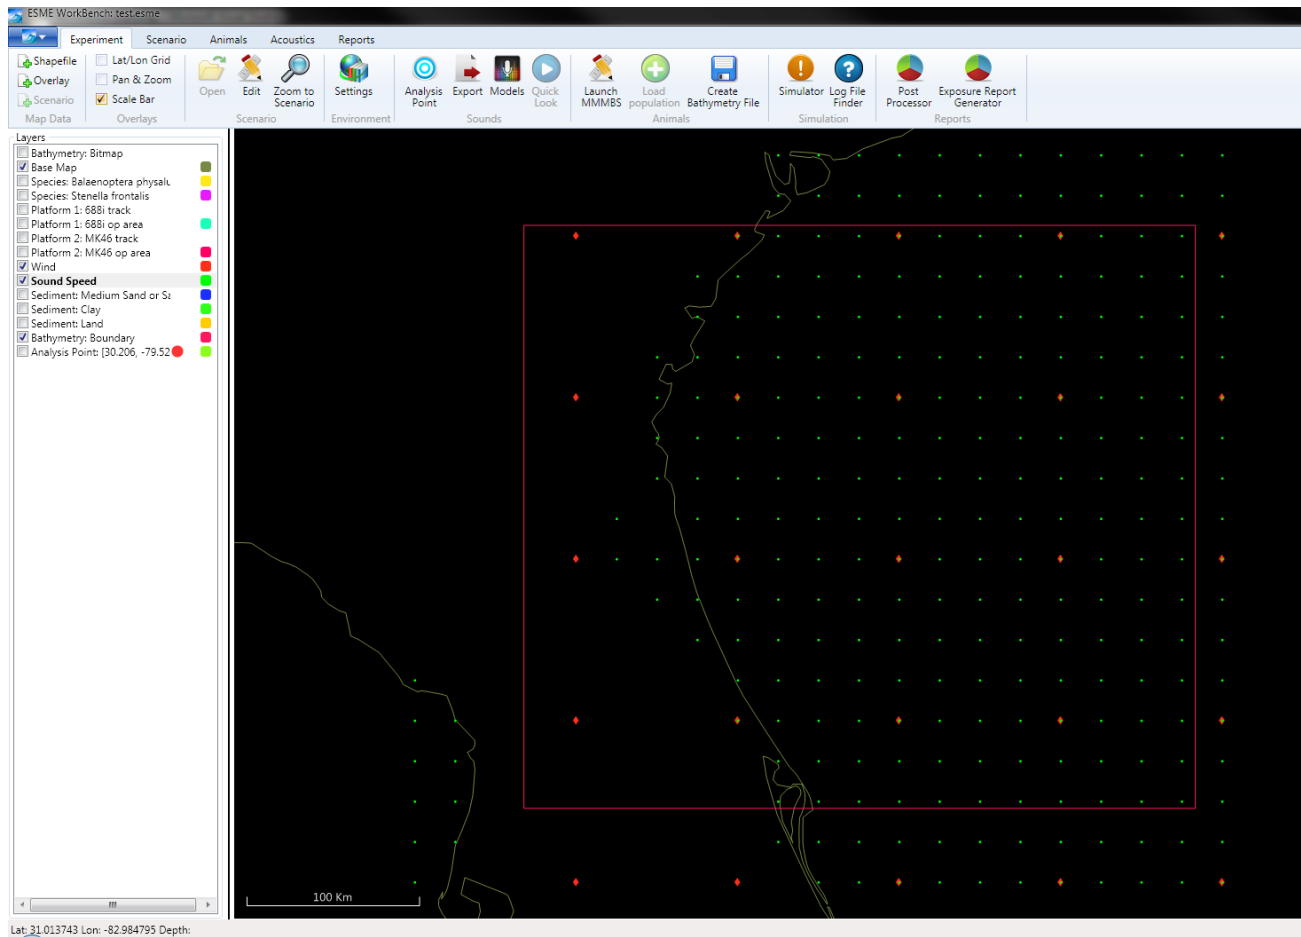 ESME WorkBench: test.esme
Experiment Scenario Animals Acoustics Reports
Shapefile
Overlay
Scenario
Map Data
Lat/Lon Grid
Pan & Zoom
Scale Bar
Overlays
Open
Edit
Zoom to
Scenario
Scenario
Settings
Environment
Analysis
Point
Export
Models
Quick
Look
Sounds
Launch
MMMBS
Load
population
Create
Bathymetry File
Animals
Simulator
Log File
Finder
Simulation
Post
Processor
Exposure Report
Generator
Reports
Layers
Bathymetry: Bitmap
Base Map
Species: Balaenoptera physalu
Species: Stenella frontalis
Platform 1: 688i track
Platform 1: 688i op area
Platform 2: MK46 track
Platform 2: MK46 op area
Wind
Sound Speed
Sediment: Medium Sand or Sa
Sediment: Clay
Sediment: Land
Bathymetry: Boundary
Analysis Point: [30.206, -79.52
100 Km
Lat: 31.013743 Lon: -82.984795 Depth: